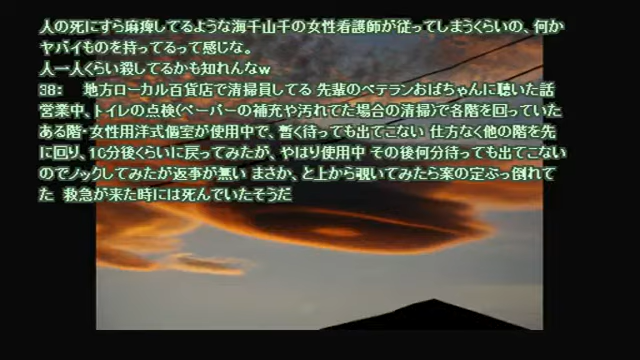 人の死にすら麻痺してるような海千山千の女性看護師が従ってしまうくらいの、何か
ヤバイものを持ってるって感じな。
人一人くらい殺してるかも知れんなw
38:　　地方ローカル百貨店で清掃員してる 先輩のベテランおばちゃんに聴いた話
営業中、トイレの点検(ペーパーの補充や汚れてた場合の清掃)で各階を回っていた
ある階・女性用洋式個室が使用中で、暫く待っても出てこない 仕方なく他の階を先
に回り、10分後くらいに戻ってみたが、やはり使用中 その後何分待っても出てこない
のでノックしてみたが返事が無い まさか、と上から覗いてみたら案の定ぶっ倒れて
た 救急が来た時には死んでいたそうだ